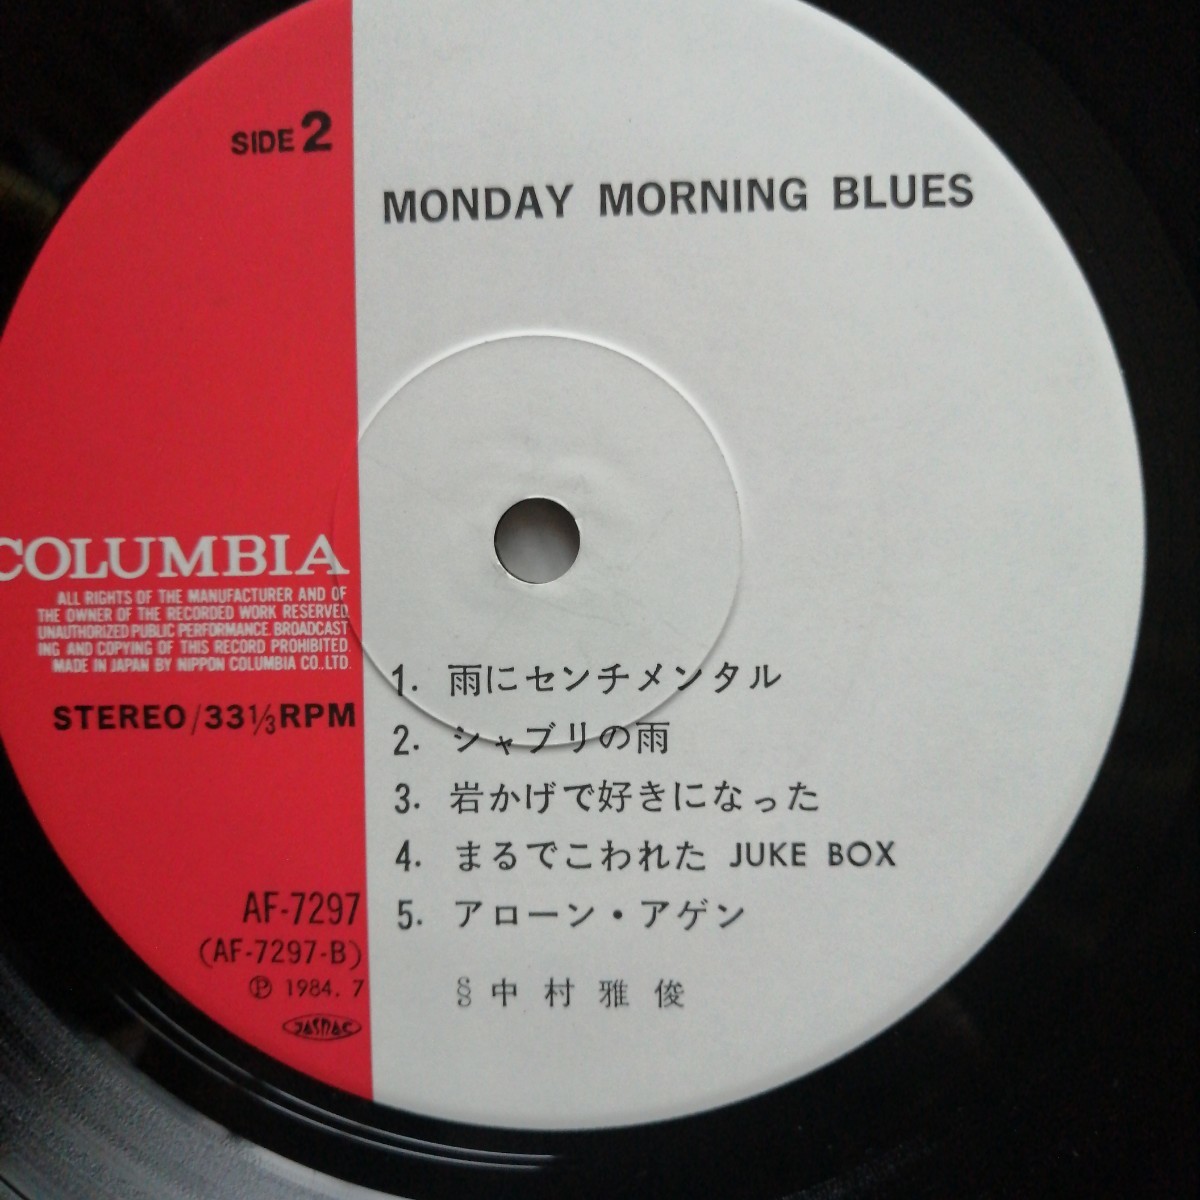 SIDE 2
MONDAY MORNING BLUES
COLUMBIA
ALL RIGHTS OF THE MANUFACTURER AND OF
THE OWNER OF THE RECORDED WORK RESERVED
UNAUTHORIZED PUBLIC PERFORMANCE. BROADCAST
ING AND COPYING OF THIS RECORD PROHIBITED
MADE IN JAPAN BY NIPPON COLUMBIA CO., LTD.
STEREO/33⅓RPM
1. 雨にセンチメンタル
2. シャブリの雨
3. 岩かげで好きになった
4. まるでこわれた JUKE BOX
5. アローン・アゲン
§中村雅俊
AF-7297
(AF-7297-B)
Ⓟ 1984. 7
JASRAC